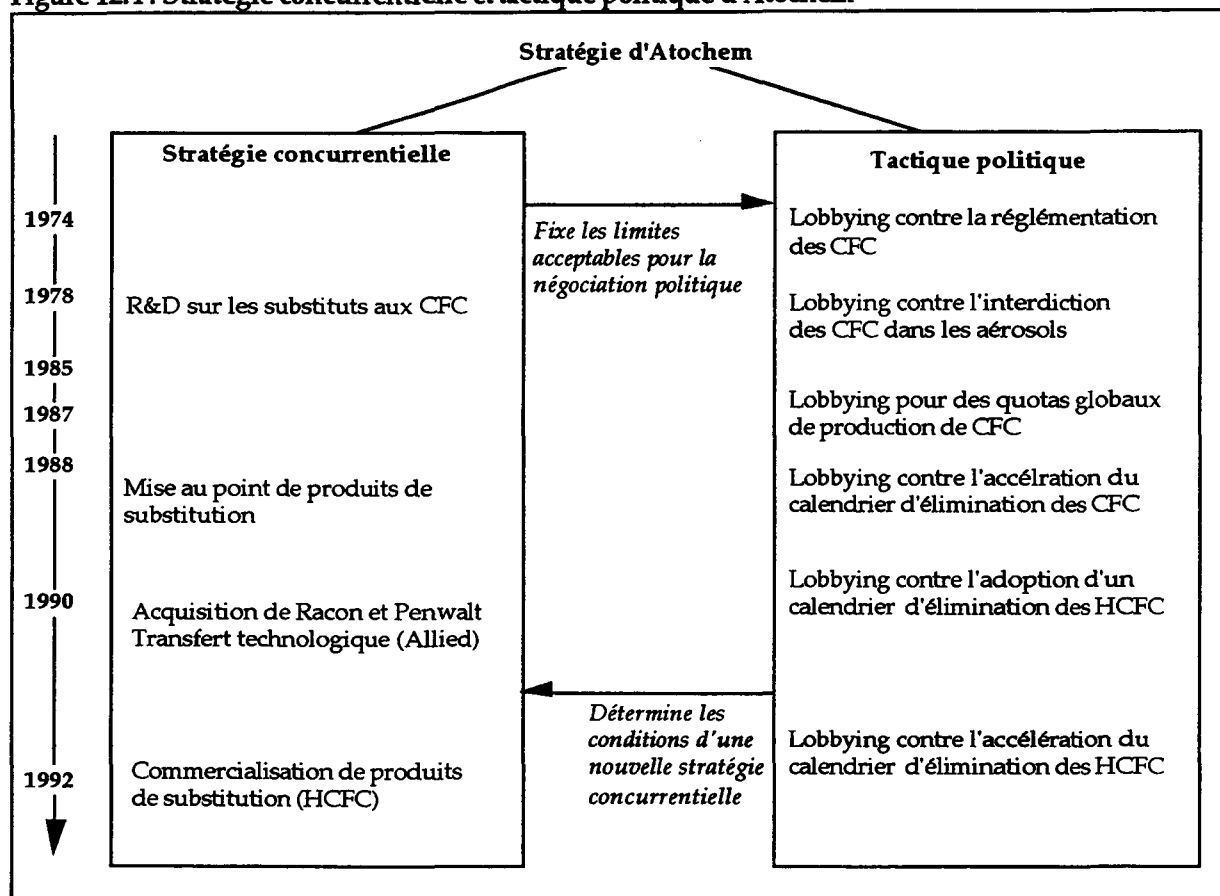 Figure 12.1 : Stratégie concurrentielle et tactique politique d'Atochem
Stratégie d'Atochem
Stratégie concurrentielle
Tactique politique
1974
Fixe les limites
acceptables pour la
négociation politique
Lobbying contre la réglémentation
des CFC
1978
R&D sur les substituts aux CFC
Lobbying contre l'interdiction
des CFC dans les aérosols
1985
1987
Lobbying pour des quotas globaux
de production de CFC
1988
Mise au point de produits de
substitution
Lobbying contre l'accélration du
calendrier d'élimination des CFC
1990
Acquisition de Racon et Penwalt
Transfert technologique (Allied)
Lobbying contre l'adoption d'un
calendrier d'élimination des HCFC
Détermine les
conditions d'une
nouvelle stratégie
concurrentielle
1992
Commercialisation de produits
de substitution (HCFC)
Lobbying contre l'accélération du
calendrier d'élimination des HCFC